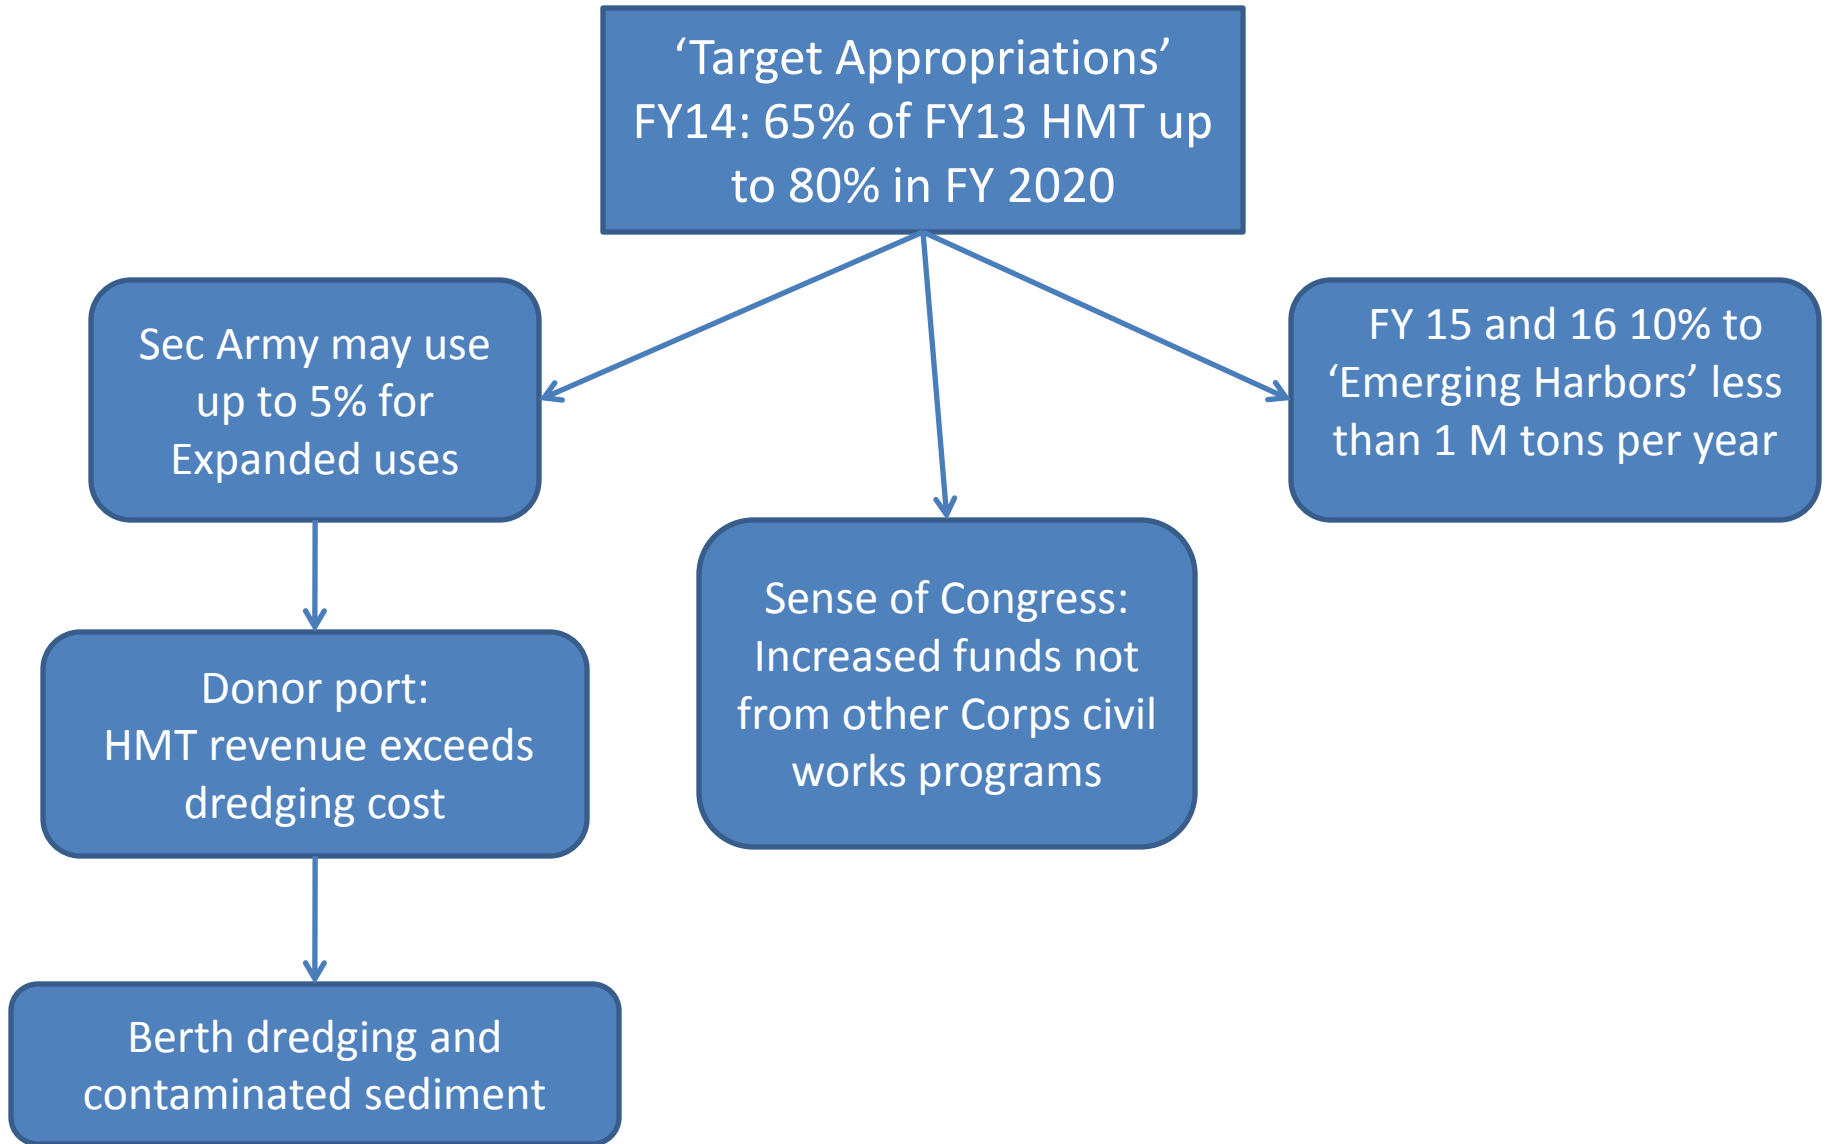 ‘Target Appropriations’
FY14: 65% of FY13 HMT up
to 80% in FY 2020
Sec Army may use
up to 5% for
Expanded uses
FY 15 and 16 10% to
‘Emerging Harbors’ less
than 1 M tons per year
Sense of Congress:
Increased funds not
from other Corps civil
works programs
Donor port:
HMT revenue exceeds
dredging cost
Berth dredging and
contaminated sediment